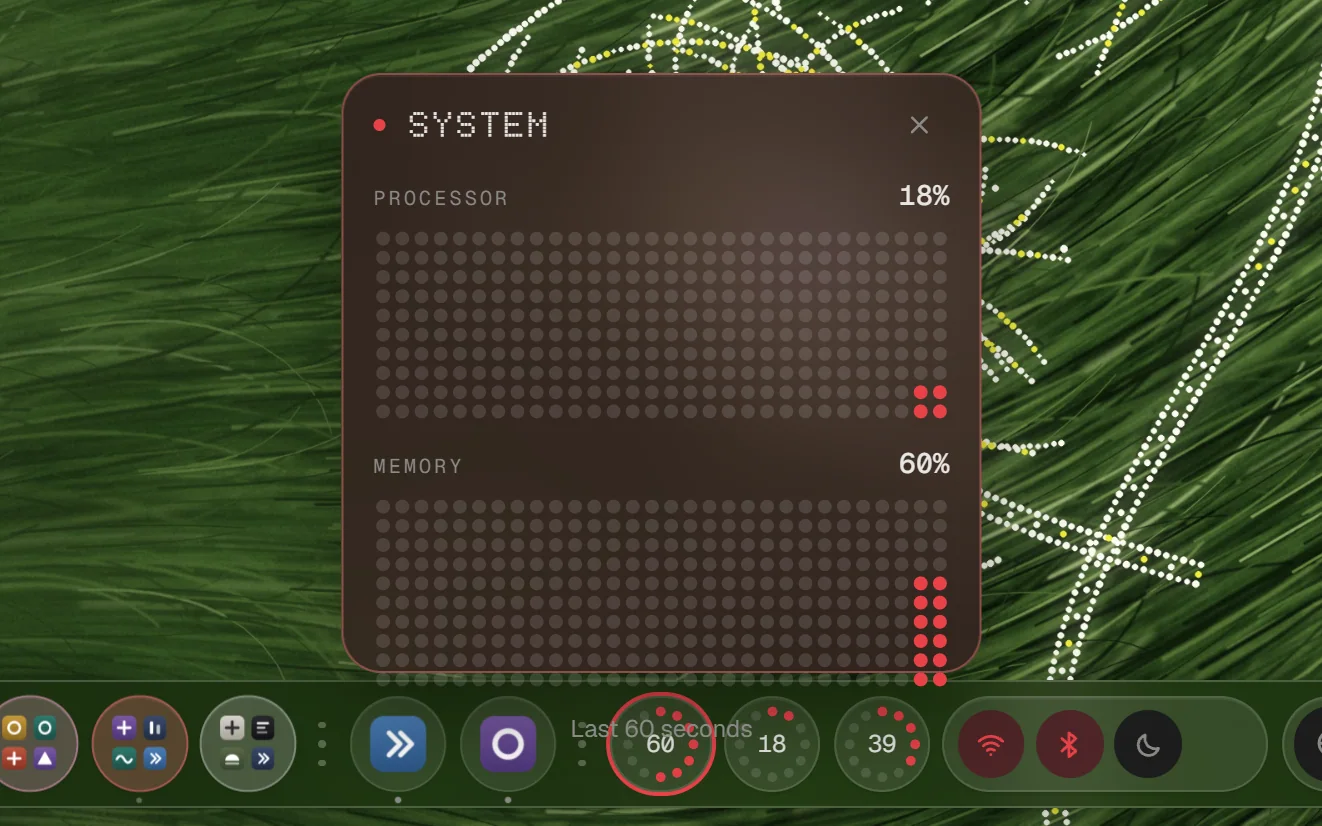 SYSTEM
PROCESSOR 18%
MEMORY 60%
Last 60 seconds
60 18 39